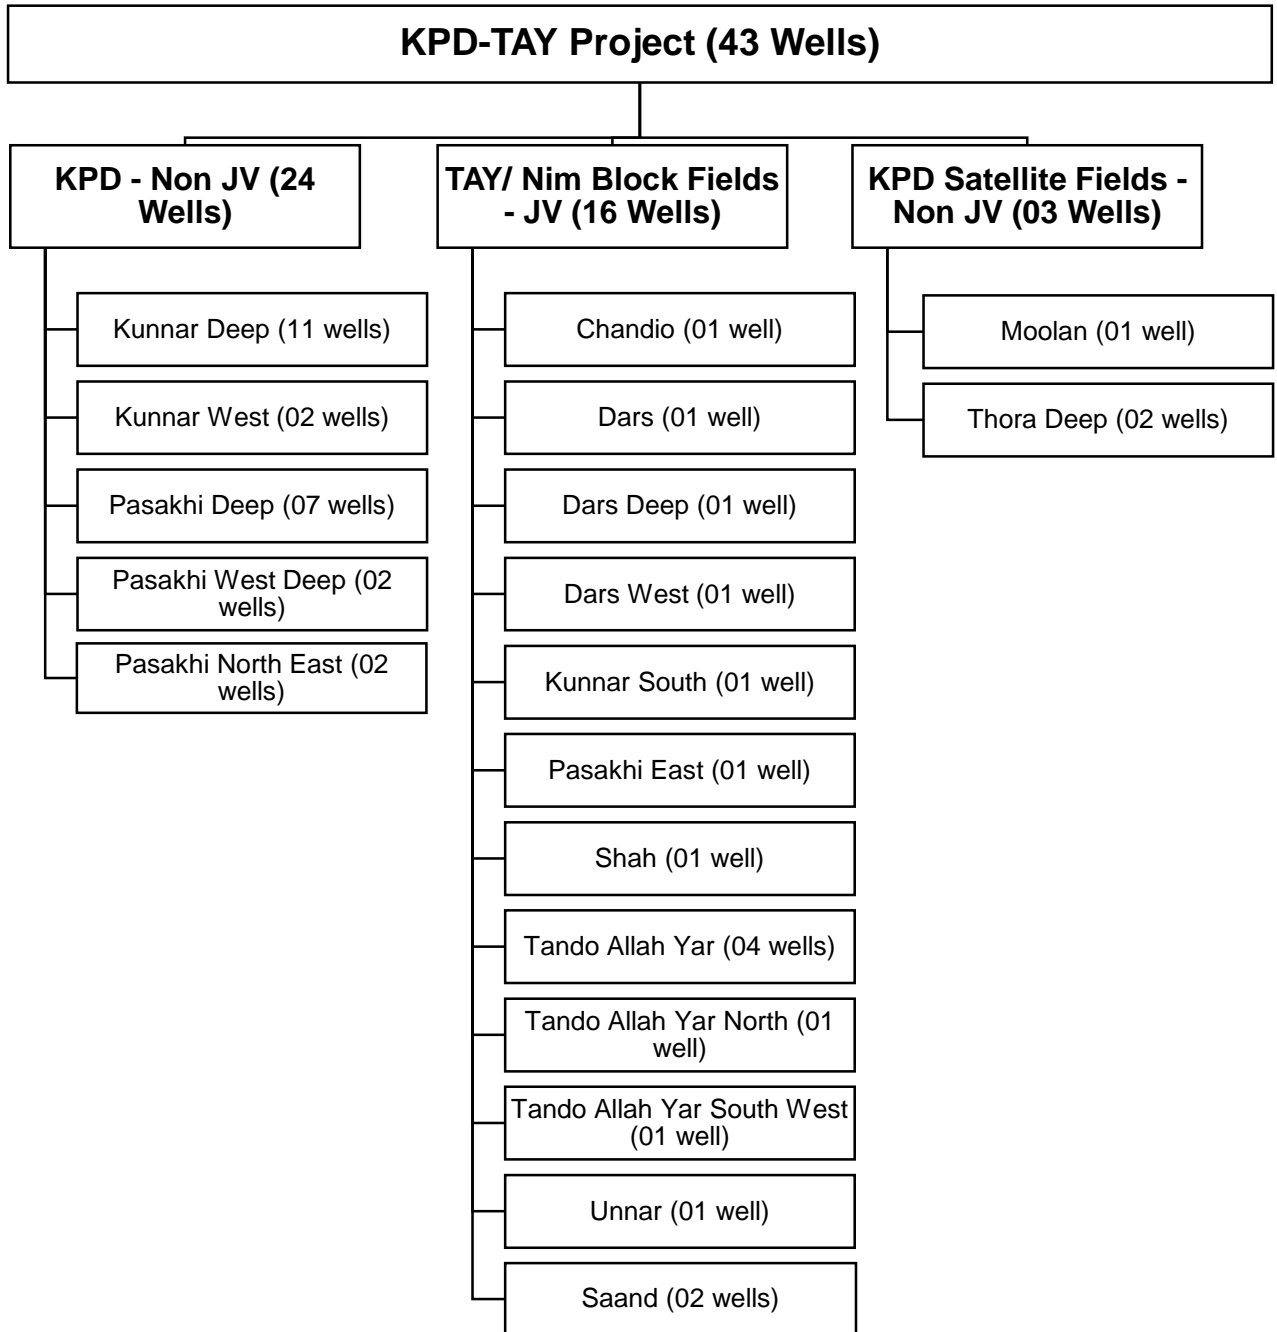 KPD-TAY Project (43 Wells)
KPD - Non JV (24
Wells)
Kunnar Deep (11 wells)
Kunnar West (02 wells)
Pasakhi Deep (07 wells)
Pasakhi West Deep (02
wells)
Pasakhi North East (02
wells)
TAY/ Nim Block Fields
- JV (16 Wells)
Chandio (01 well)
Dars (01 well)
Dars Deep (01 well)
Dars West (01 well)
Kunnar South (01 well)
Pasakhi East (01 well)
Shah (01 well)
Tando Allah Yar (04 wells)
Tando Allah Yar North (01
well)
Tando Allah Yar South West
(01 well)
Unnar (01 well)
Saand (02 wells)
KPD Satellite Fields -
Non JV (03 Wells)
Moolan (01 well)
Thora Deep (02 wells)